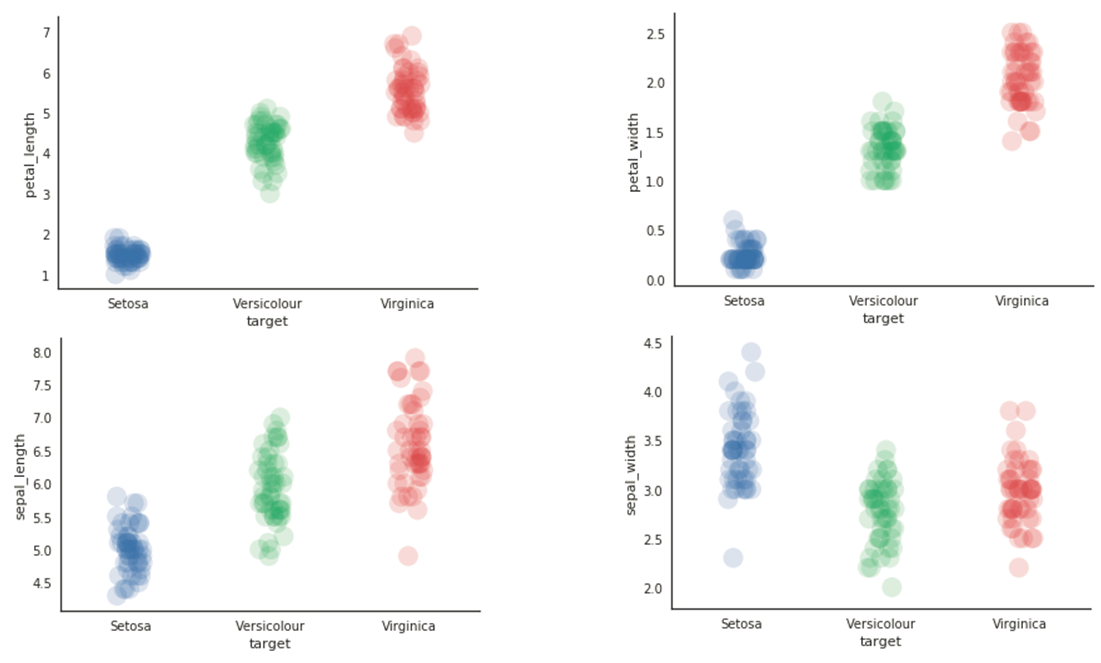 petal_length
7
6
5
4
3
2
1
Setosa Versicolour Virginica
target
petal_width
2.5
2.0
1.5
1.0
0.5
0.0
Setosa Versicolour Virginica
target
sepal_length
8.0
7.5
7.0
6.5
6.0
5.5
5.0
4.5
Setosa Versicolour Virginica
target
sepal_width
4.5
4.0
3.5
3.0
2.5
2.0
Setosa Versicolour Virginica
target